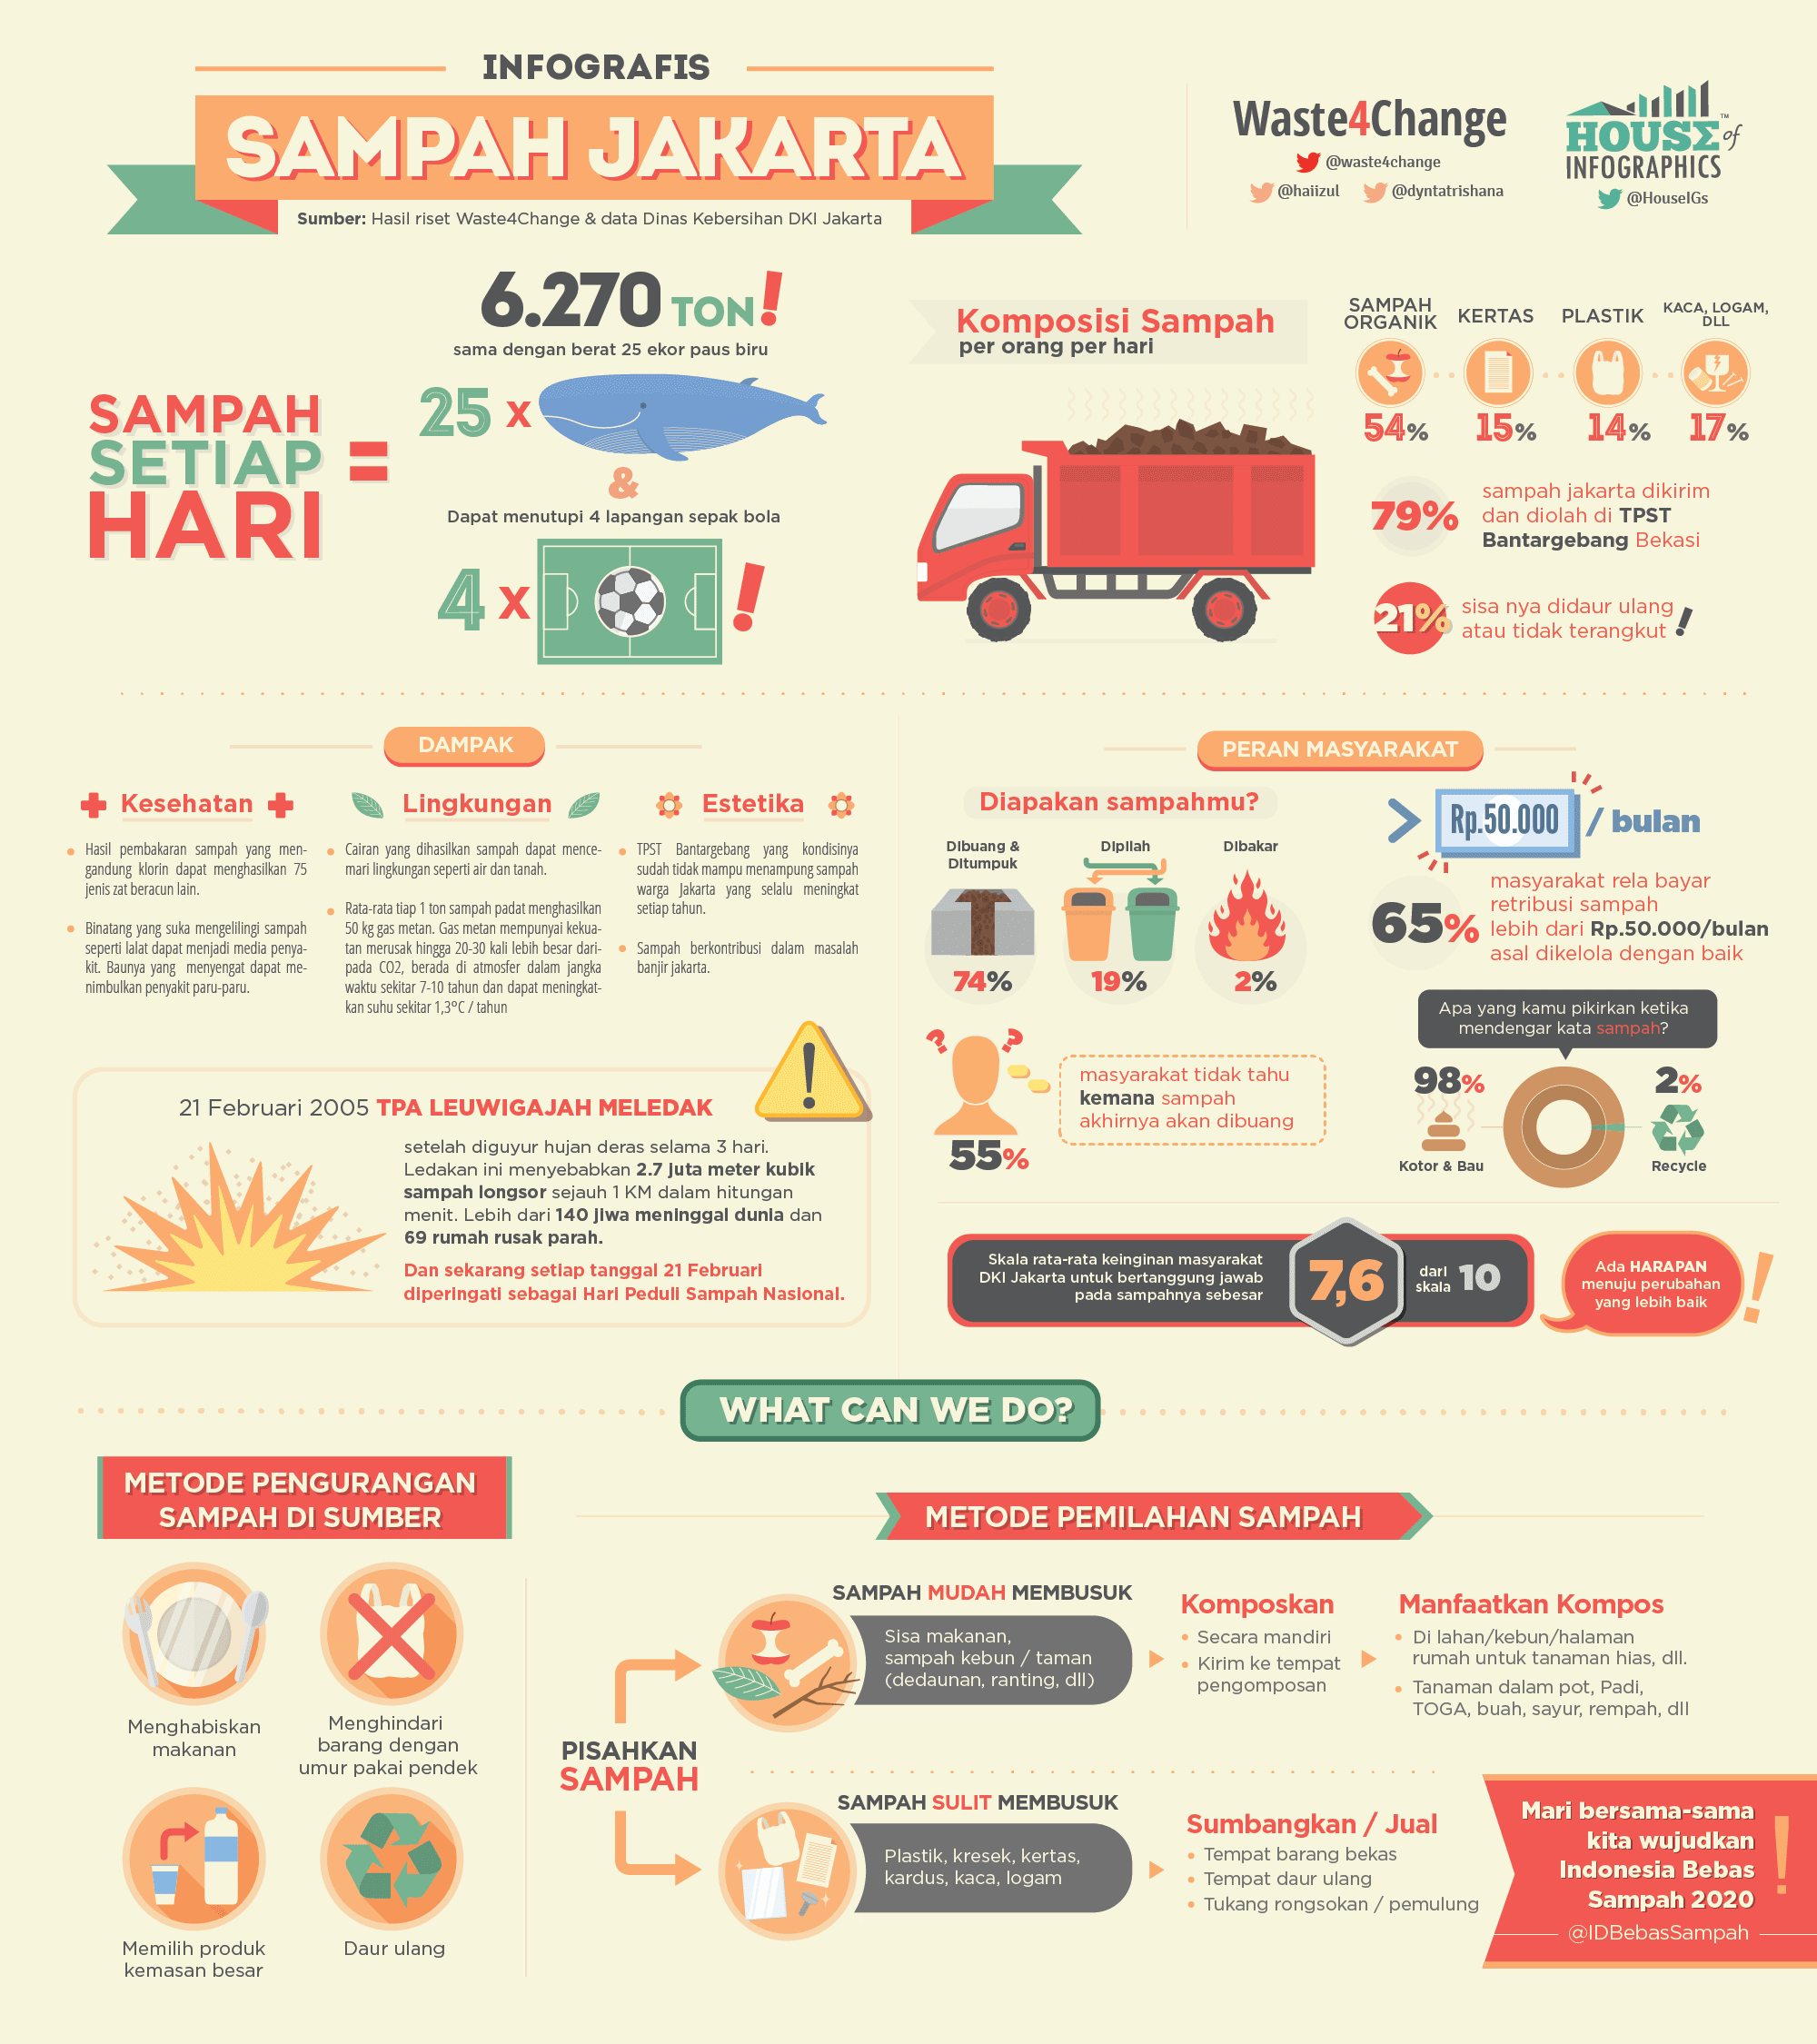 INFOGRAFIS
SAMPAH JAKARTA
Sumber: Hasil riset Waste4Change & data Dinas Kebersihan DKI Jakarta
Waste4Change
@waste4change
@haiizul @dyntatrishana
HOUSE of
INFOGRAPHICS
™
@HouseIGs
SAMPAH
SETIAP
HARI
=
6.270 TON!
sama dengan berat 25 ekor paus biru
25 x
&
Dapat menutupi 4 lapangan sepak bola
4 x
!
Komposisi Sampah
per orang per hari
SAMPAH
ORGANIK
54%
KERTAS
15%
PLASTIK
14%
KACA, LOGAM,
DLL
17%
79%
sampah jakarta dikirim
dan diolah di TPST
Bantargebang Bekasi
21%
sisa nya didaur ulang
atau tidak terangkut !
DAMPAK
Kesehatan
Hasil pembakaran sampah yang men-
gandung klorin dapat menghasilkan 75
jenis zat beracun lain.
Binatang yang suka mengelilingi sampah
seperti lalat dapat menjadi media penya-
kit. Baunya yang menyengat dapat me-
nimbulkan penyakit paru-paru.
Lingkungan
Cairan yang dihasilkan sampah dapat mence-
mari lingkungan seperti air dan tanah.
Rata-rata tiap 1 ton sampah padat menghasilkan
50 kg gas metan. Gas metan mempunyai kekua-
tan merusak hingga 20-30 kali lebih besar dari-
pada CO2, berada di atmosfer dalam jangka
waktu sekitar 7-10 tahun dan dapat meningkat-
kan suhu sekitar 1,3°C / tahun
Estetika
TPST Bantargebang yang kondisinya
sudah tidak mampu menampung sampah
warga Jakarta yang selalu meningkat
setiap tahun.
Sampah berkontribusi dalam masalah
banjir jakarta.
!
21 Februari 2005 TPA LEUWIGAJAH MELEDAK
setelah diguyur hujan deras selama 3 hari.
Ledakan ini menyebabkan 2.7 juta meter kubik
sampah longsor sejauh 1 KM dalam hitungan
menit. Lebih dari 140 jiwa meninggal dunia dan
69 rumah rusak parah.
Dan sekarang setiap tanggal 21 Februari
diperingati sebagai Hari Peduli Sampah Nasional.
PERAN MASYARAKAT
Diapakan sampahmu?
Dibuang &
Ditumpuk
74%
Dipilah
19%
Dibakar
2%
> Rp.50.000 / bulan
65%
masyarakat rela bayar
retribusi sampah
lebih dari Rp.50.000/bulan
asal dikelola dengan baik
? ?
55%
masyarakat tidak tahu
kemana sampah
akhirnya akan dibuang
Apa yang kamu pikirkan ketika
mendengar kata sampah?
98%
Kotor & Bau
2%
Recycle
Skala rata-rata keinginan masyarakat
DKI Jakarta untuk bertanggung jawab
pada sampahnya sebesar
7,6
dari
skala
10
Ada HARAPAN
menuju perubahan
yang lebih baik
!
WHAT CAN WE DO?
METODE PENGURANGAN
SAMPAH DI SUMBER
Menghabiskan
makanan
Menghindari
barang dengan
umur pakai pendek
Memilih produk
kemasan besar
Daur ulang
METODE PEMILAHAN SAMPAH
PISAHKAN
SAMPAH
SAMPAH MUDAH MEMBUSUK
Sisa makanan,
sampah kebun / taman
(dedaunan, ranting, dll)
Komposkan
Secara mandiri
Kirim ke tempat
pengomposan
Manfaatkan Kompos
Di lahan/kebun/halaman
rumah untuk tanaman hias, dll.
Tanaman dalam pot, Padi,
TOGA, buah, sayur, rempah, dll
SAMPAH SULIT MEMBUSUK
Plastik, kresek, kertas,
kardus, kaca, logam
Sumbangkan / Jual
Tempat barang bekas
Tempat daur ulang
Tukang rongsokan / pemulung
Mari bersama-sama
kita wujudkan
Indonesia Bebas
Sampah 2020
!
@IDBebasSampah